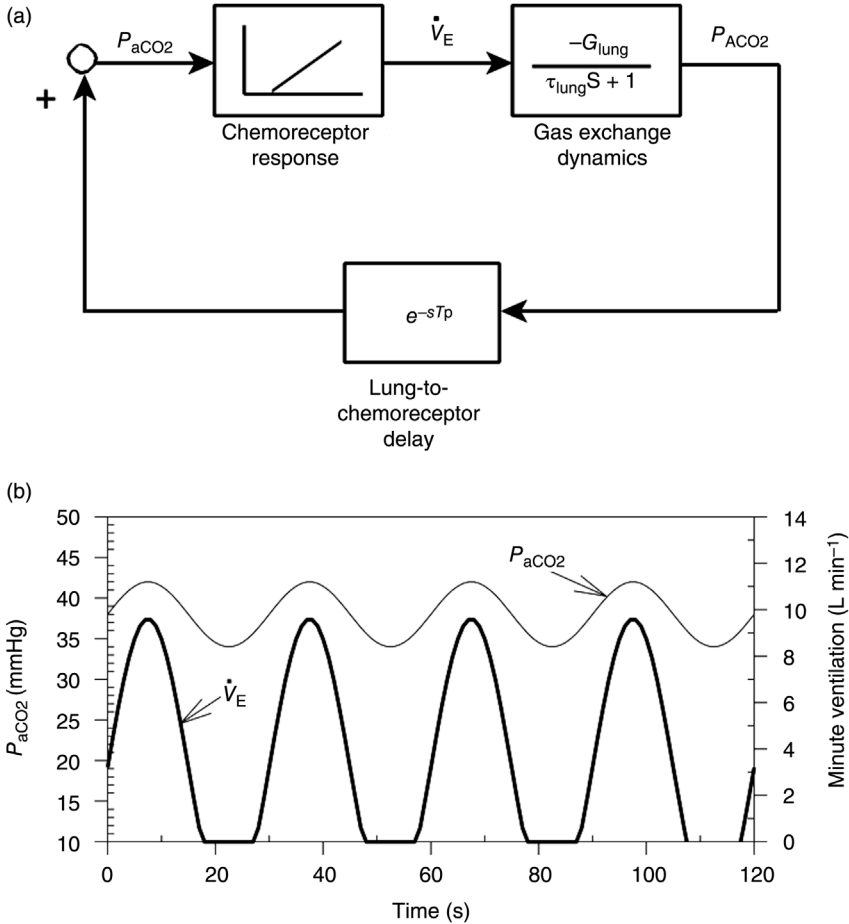 (a)
PaCO2
V̇E
PACO2
+
−Glung
τlungS + 1
Chemoreceptor
response
Gas exchange
dynamics
e−sTp
Lung-to-
chemoreceptor
delay
(b)
50
45
40
35
30
25
20
15
10
PaCO2 (mmHg)
PaCO2
V̇E
14
12
10
8
6
4
2
0
Minute ventilation (L min−1)
0 20 40 60 80 100 120
Time (s)